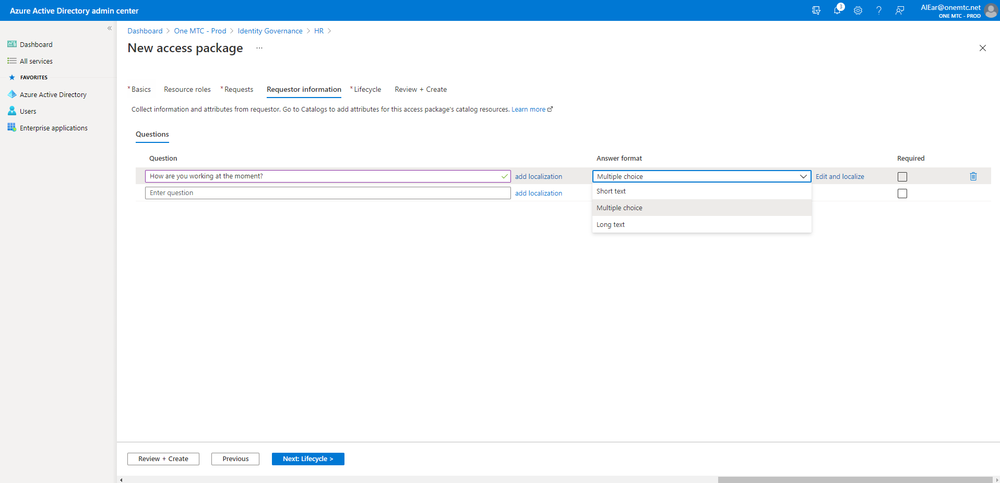 Azure Active Directory admin center
3
AlEar@onemtc.net
ONE MTC - PROD
Dashboard
All services
FAVORITES
Azure Active Directory
Users
Enterprise applications
Dashboard > One MTC - Prod > Identity Governance > HR >
New access package ...
* Basics Resource roles * Requests Requestor information * Lifecycle Review + Create
Collect information and attributes from requestor. Go to Catalogs to add attributes for this access package's catalog resources. Learn more
Questions
Question Answer format Required
How are you working at the moment? add localization Multiple choice Edit and localize
Enter question add localization
Short text
Multiple choice
Long text
Review + Create Previous Next: Lifecycle >